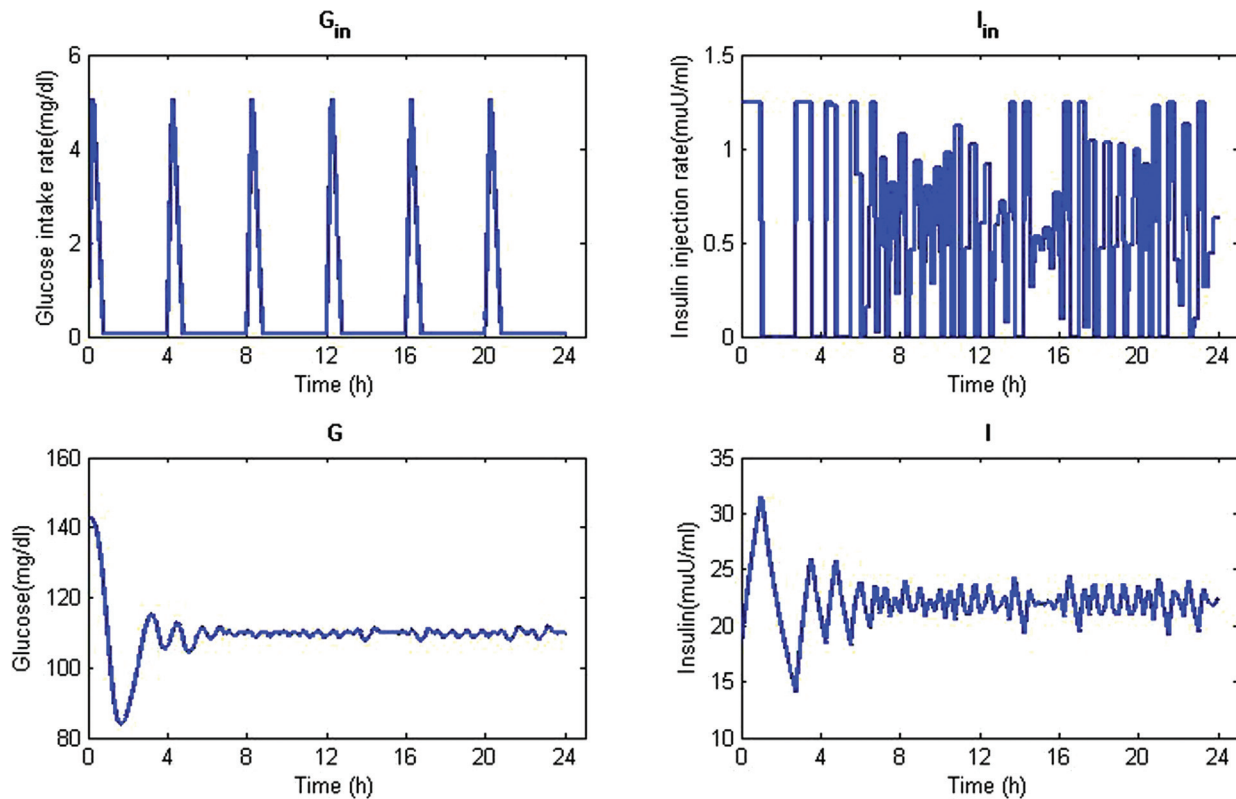 G_in
Glucose intake rate(mg/dl)
6
4
2
0
0 4 8 12 16 20 24
Time (h)
I_in
Insulin injection rate(muU/ml)
1.5
1
0.5
0
0 4 8 12 16 20 24
Time (h)
G
Glucose(mg/dl)
160
140
120
100
80
0 4 8 12 16 20 24
Time (h)
I
Insulin(muU/ml)
35
30
25
20
15
10
0 4 8 12 16 20 24
Time (h)